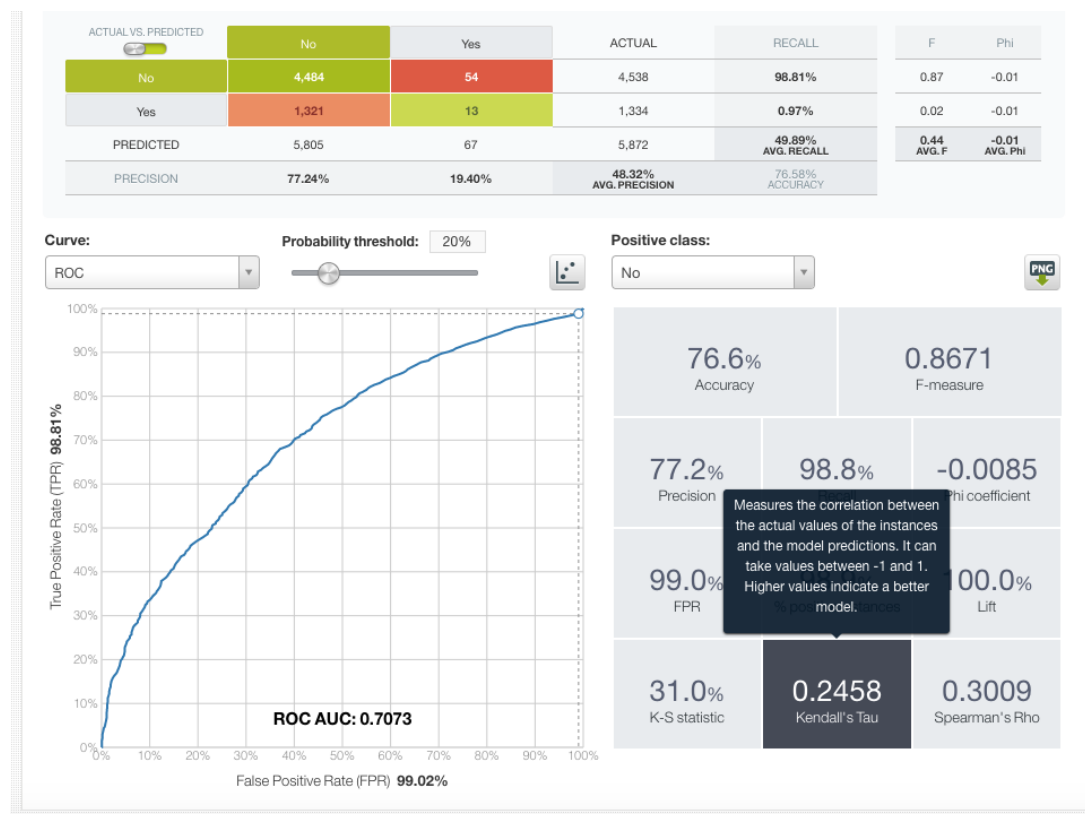 ACTUAL VS. PREDICTED No Yes ACTUAL RECALL F Phi
No 4,484 54 4,538 98.81% 0.87 -0.01
Yes 1,321 13 1,334 0.97% 0.02 -0.01
PREDICTED 5,805 67 5,872 49.89% AVG. RECALL 0.44 AVG. F -0.01 AVG. Phi
PRECISION 77.24% 19.40% 48.32% AVG. PRECISION 76.58% ACCURACY
Curve: Probability threshold: 20% Positive class:
ROC No PNG
100%
90%
80%
70%
60%
50%
40%
30%
20%
10%
0%
True Positive Rate (TPR) 98.81%
ROC AUC: 0.7073
0% 10% 20% 30% 40% 50% 60% 70% 80% 90% 100%
False Positive Rate (FPR) 99.02%
76.6% 0.8671
Accuracy F-measure
77.2% 98.8% -0.0085
Precision Phi coefficient
Measures the correlation between
the actual values of the instances
and the model predictions. It can
take values between -1 and 1.
Higher values indicate a better
model.
99.0% 100.0%
FPR Lift
31.0% 0.2458 0.3009
K-S statistic Kendall's Tau Spearman's Rho